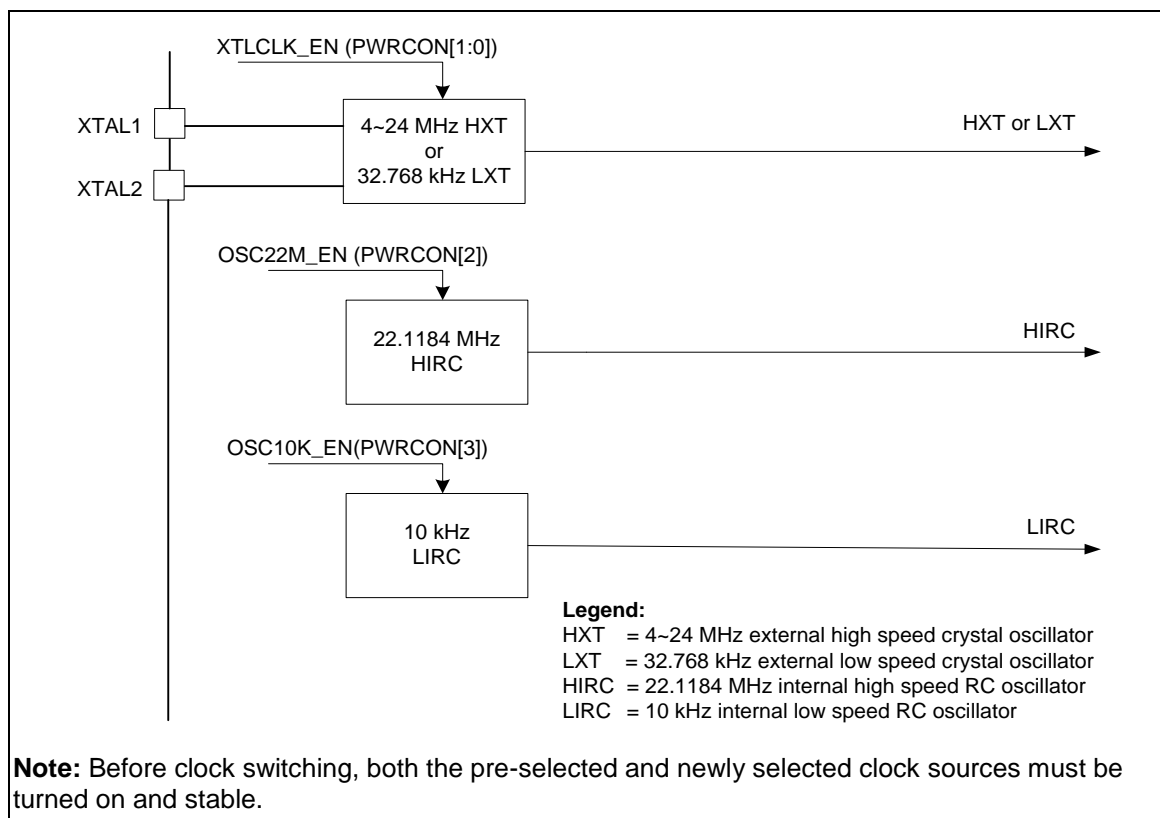 XTLCLK_EN (PWRCON[1:0])
XTAL1
4~24 MHz HXT
or
32.768 kHz LXT
HXT or LXT
XTAL2
OSC22M_EN (PWRCON[2])
22.1184 MHz
HIRC
HIRC
OSC10K_EN(PWRCON[3])
10 kHz
LIRC
LIRC
Legend:
HXT = 4~24 MHz external high speed crystal oscillator
LXT = 32.768 kHz external low speed crystal oscillator
HIRC = 22.1184 MHz internal high speed RC oscillator
LIRC = 10 kHz internal low speed RC oscillator
Note: Before clock switching, both the pre-selected and newly selected clock sources must be
turned on and stable.